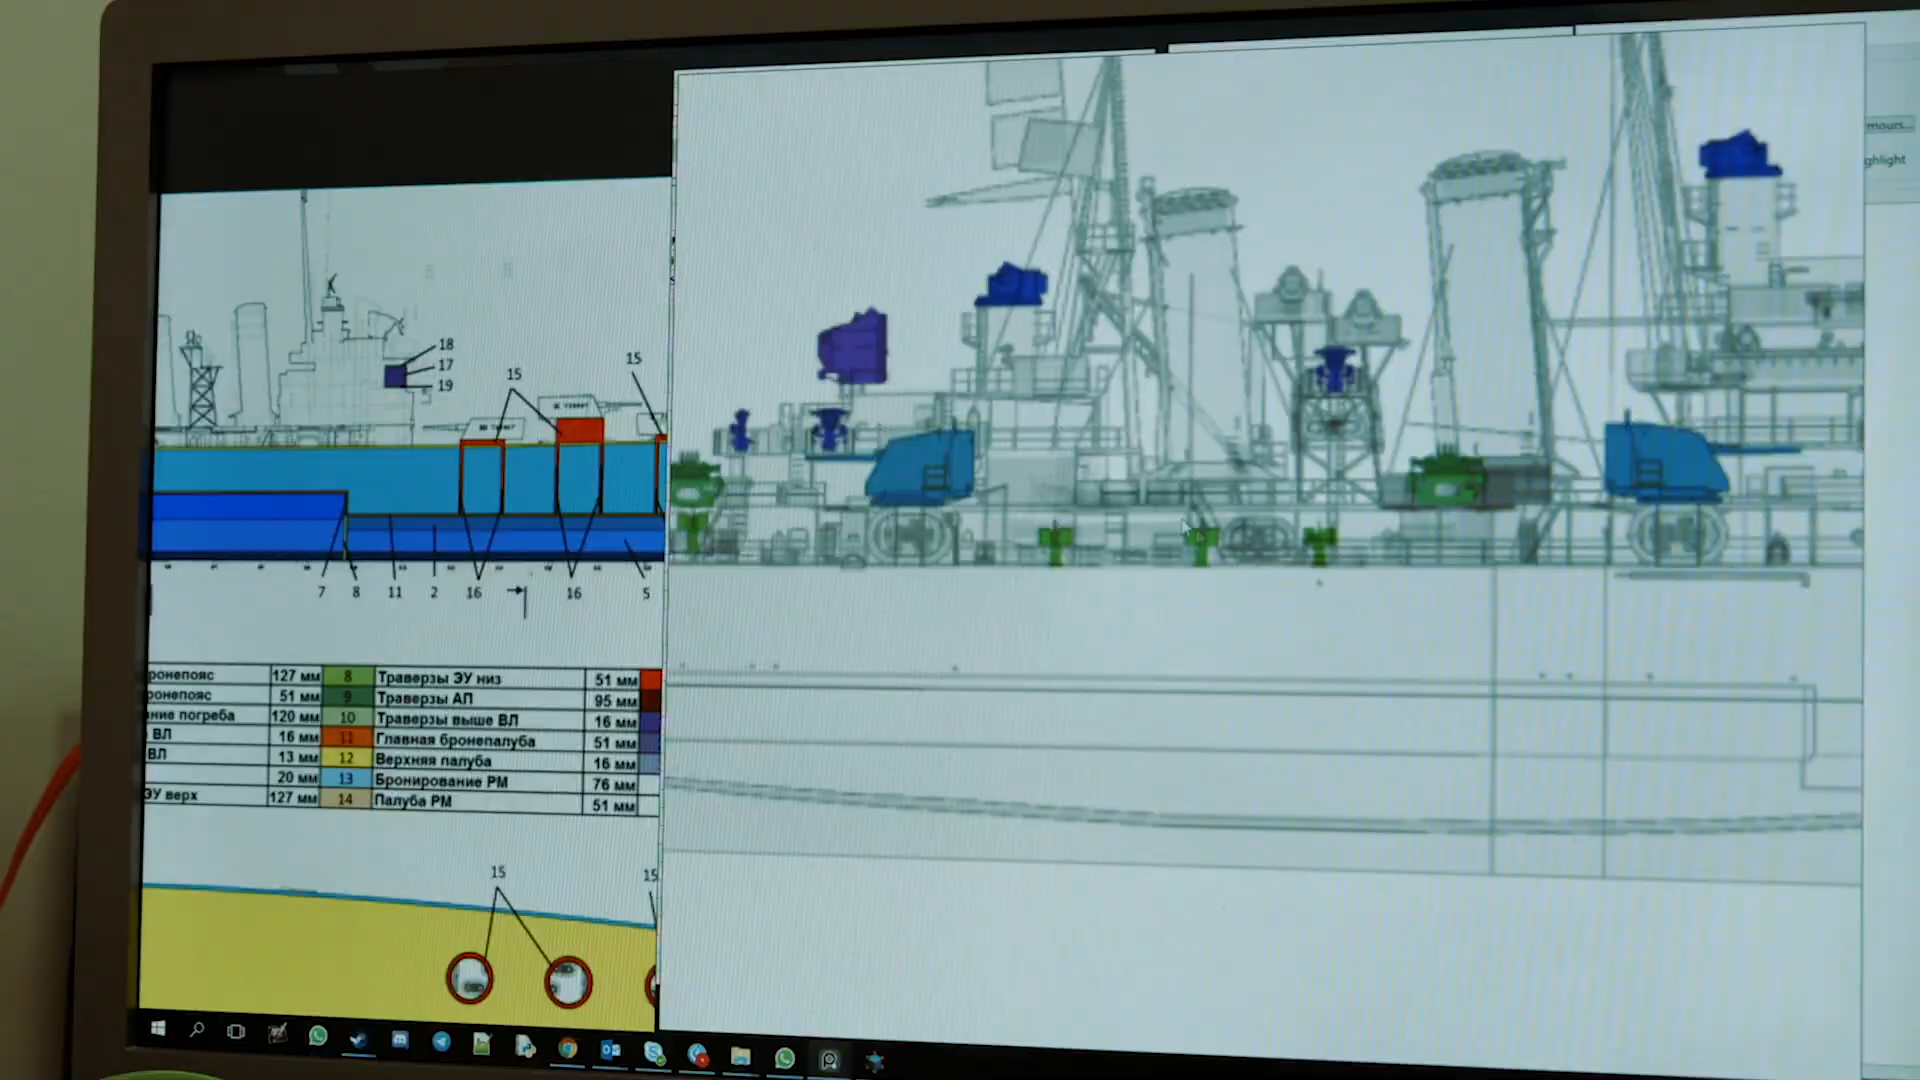 mours...
ghlight
18
17
19
15
15
7
8
11
2
16
16
5
ронепояс 127 мм 8 Траверзы ЭУ низ 51 мм
ронепояс 51 мм 9 Траверзы АП 95 мм
ние погреба 120 мм 10 Траверзы выше ВЛ 16 мм
ВЛ 16 мм 11 Главная бронепалуба 51 мм
ВЛ 13 мм 12 Верхняя палуба 16 мм
20 мм 13 Бронирование РМ 76 мм
ЭУ верх 127 мм 14 Палуба РМ 51 мм
15
15